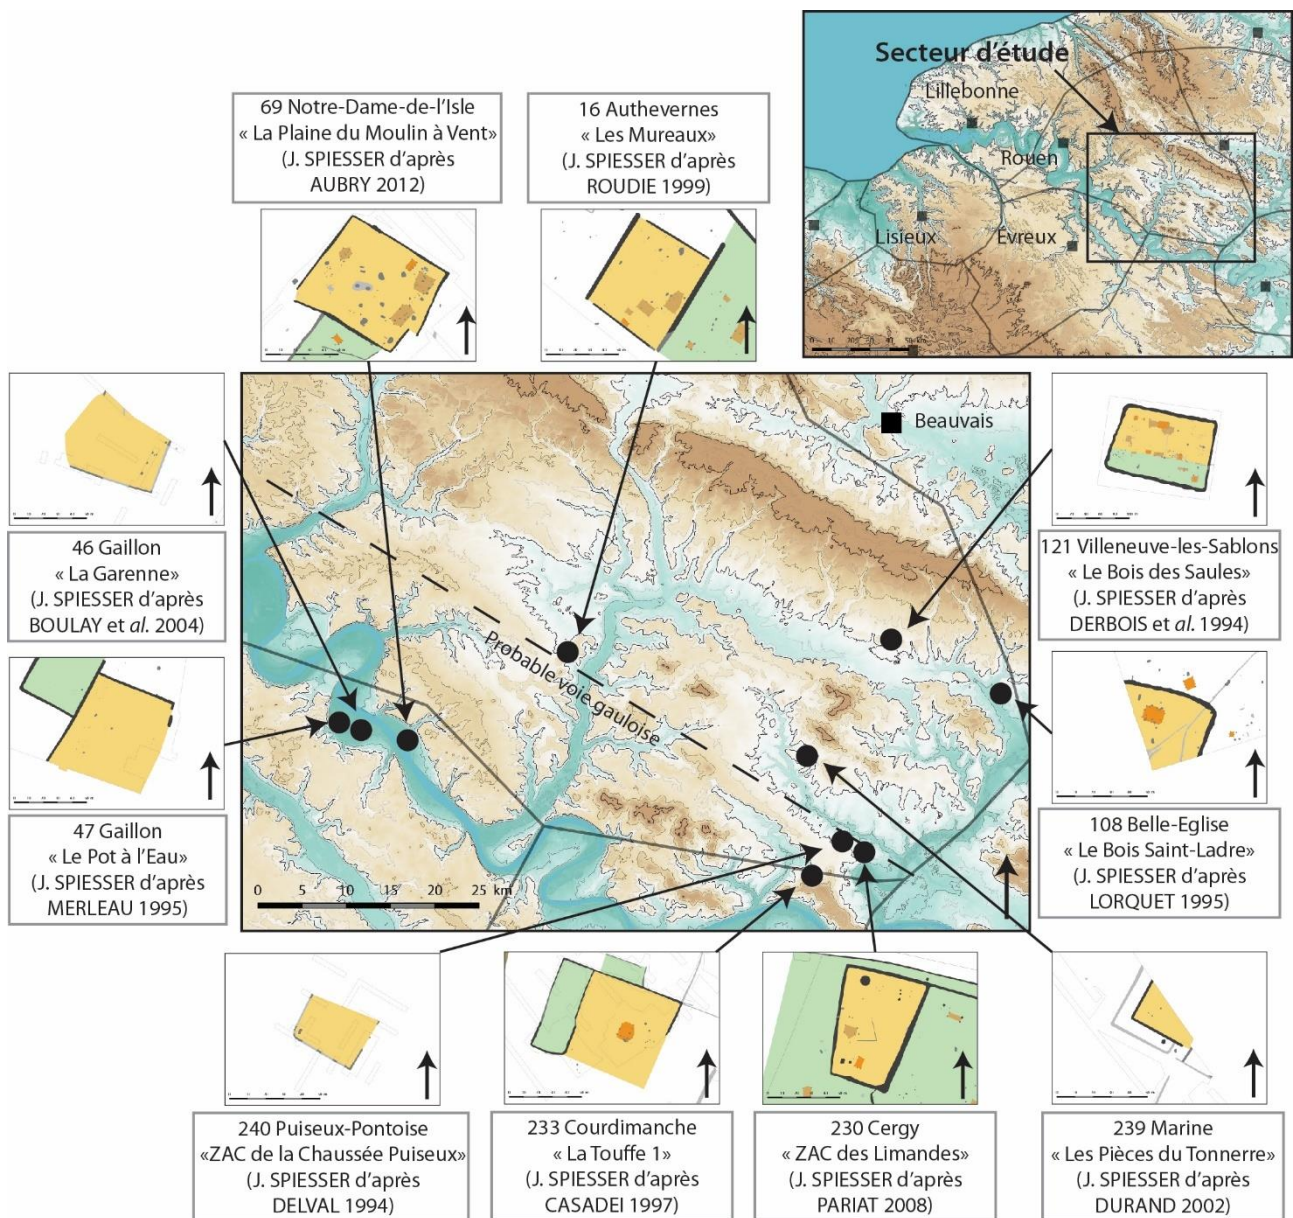 Secteur d'étude
Lillebonne
Rouen
Lisieux
Evreux
69 Notre-Dame-de-l'Isle
« La Plaine du Moulin à Vent»
(J. SPIESSER d'après
AUBRY 2012)
16 Authevernes
« Les Mureaux»
(J. SPIESSER d'après
ROUDIE 1999)
46 Gaillon
« La Garenne»
(J. SPIESSER d'après
BOULAY et al. 2004)
47 Gaillon
« Le Pot à l'Eau»
(J. SPIESSER d'après
MERLEAU 1995)
Beauvais
Probable voie gauloise
0 5 10 15 20 25 km
121 Villeneuve-les-Sablons
« Le Bois des Saules»
(J. SPIESSER d'après
DERBOIS et al. 1994)
108 Belle-Eglise
« Le Bois Saint-Ladre»
(J. SPIESSER d'après
LORQUET 1995)
240 Puiseux-Pontoise
«ZAC de la Chaussée Puiseux»
(J. SPIESSER d'après
DELVAL 1994)
233 Courdimanche
« La Touffe 1»
(J. SPIESSER d'après
CASADEI 1997)
230 Cergy
« ZAC des Limandes»
(J. SPIESSER d'après
PARIAT 2008)
239 Marine
« Les Pièces du Tonnerre»
(J. SPIESSER d'après
DURAND 2002)